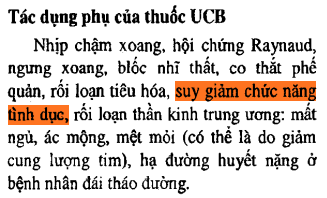 Tác dụng phụ của thuốc UCB
Nhịp chậm xoang, hội chứng Raynaud,
ngưng xoang, blốc nhĩ thất, co thắt phế
quản, rối loạn tiêu hóa, suy giảm chức năng
tình dục, rối loạn thần kinh trung ương: mất
ngủ, ác mộng, mệt mỏi (có thể là do giảm
cung lượng tim), hạ đường huyết nặng ở
bệnh nhân đái tháo đường.